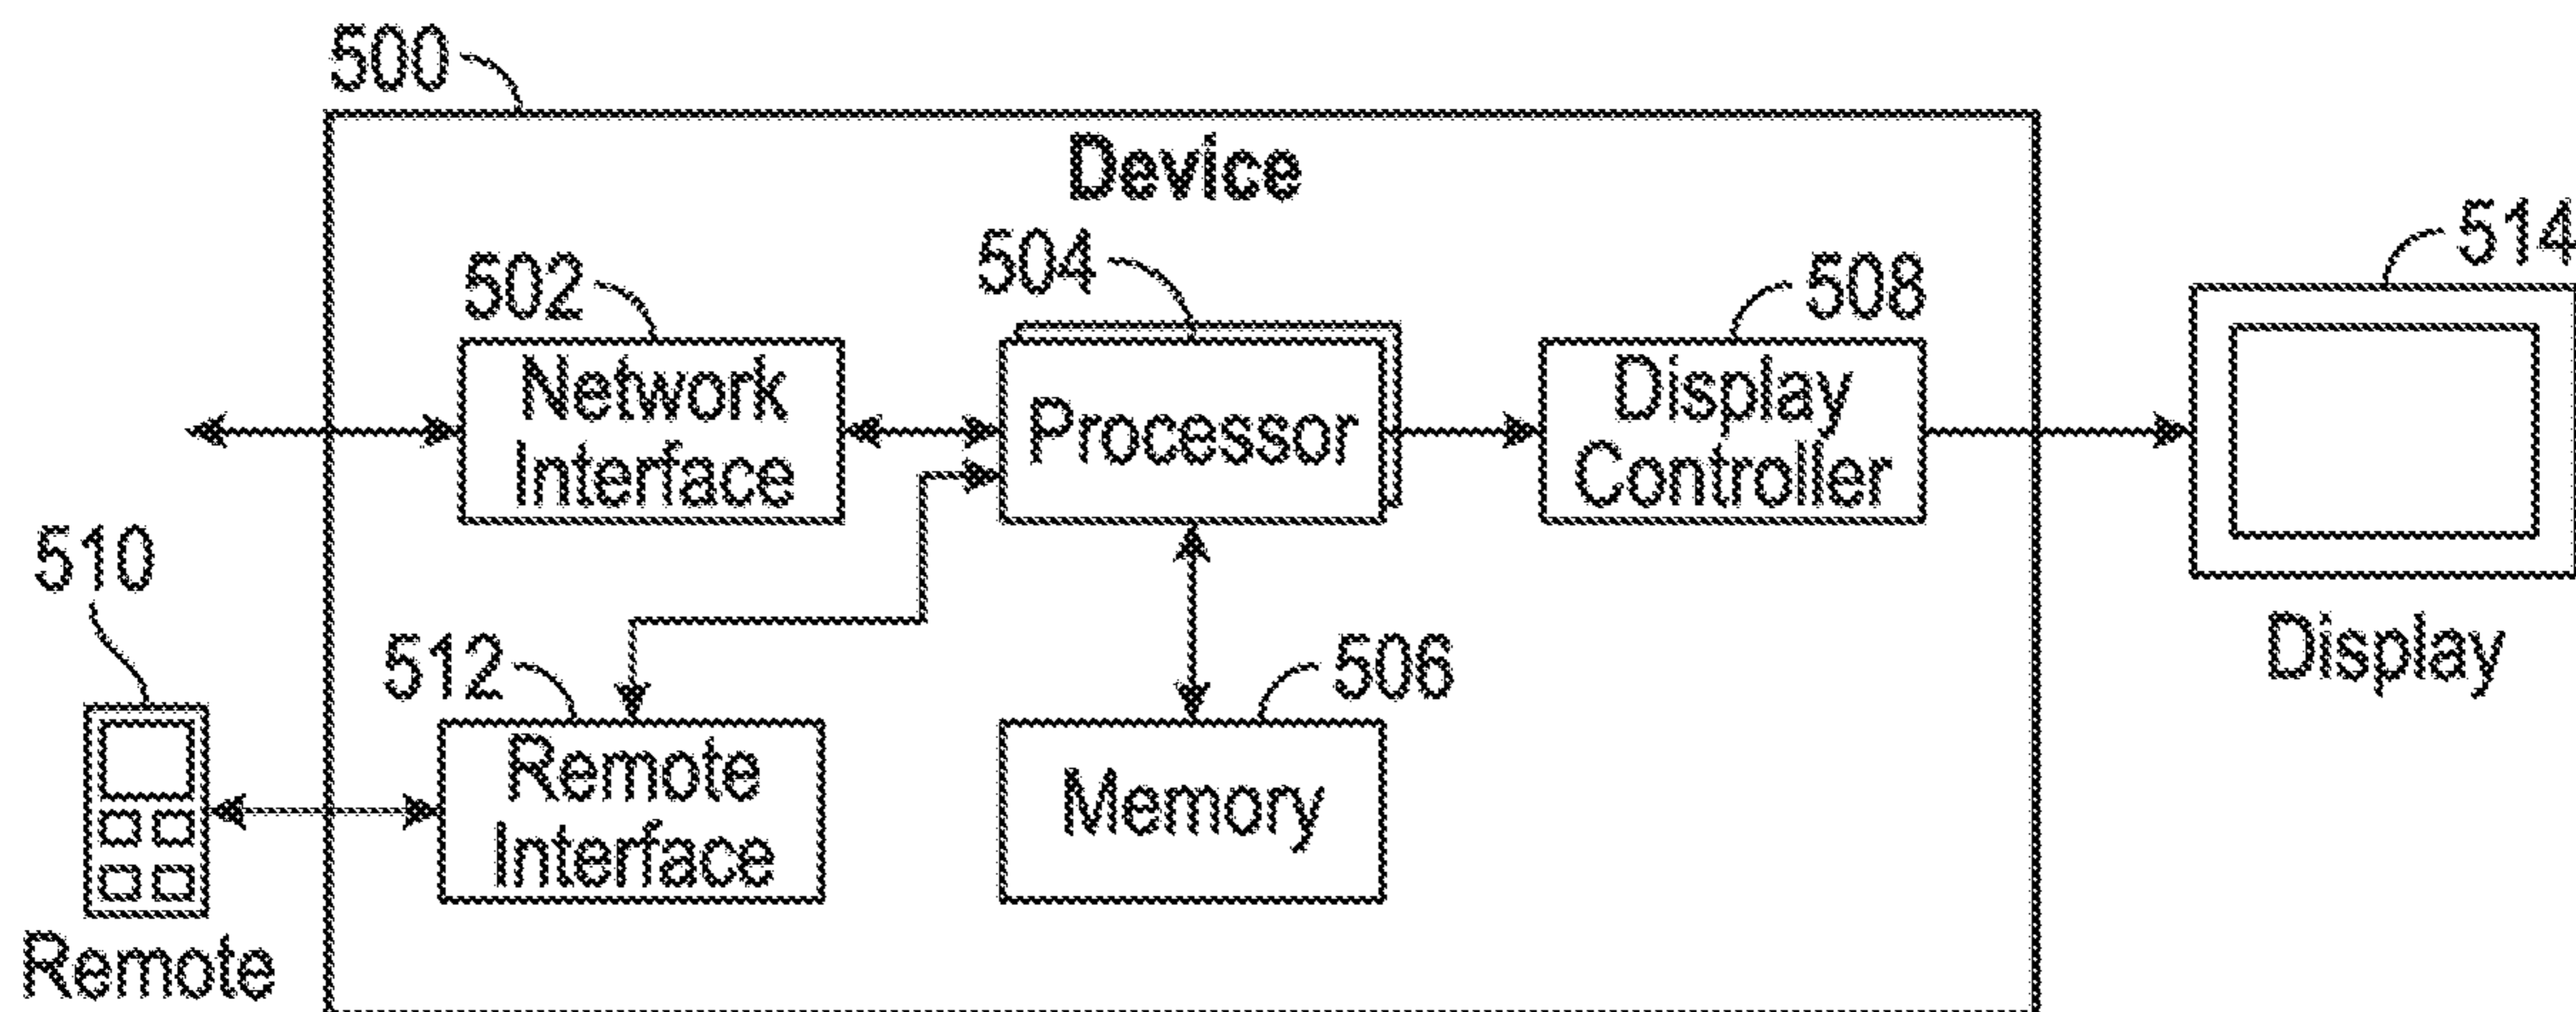 500
Device
502
504
508
514
Network
Interface
Processor
Display
Controller
510
512
506
Display
Remote
Interface
Memory
Remote